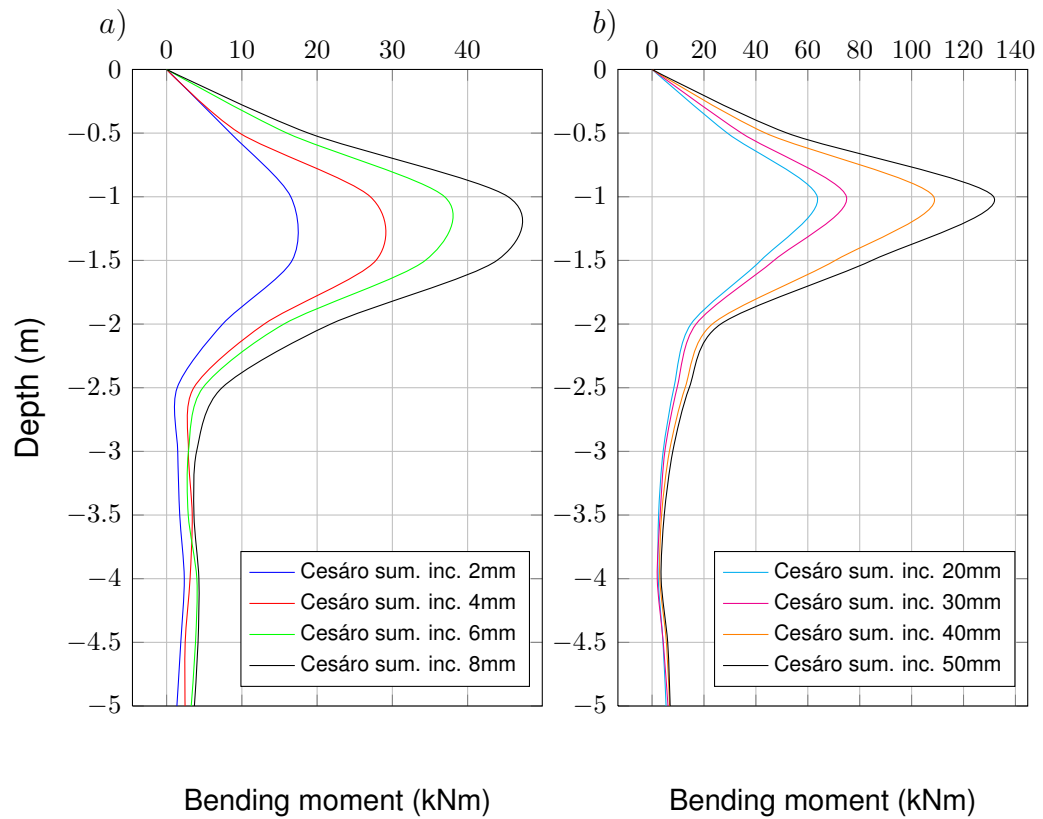 a)
0 10 20 30 40
0
−0.5
−1
−1.5
−2
−2.5
−3
−3.5
−4
−4.5
−5
Depth (m)
Cesáro sum. inc. 2mm
Cesáro sum. inc. 4mm
Cesáro sum. inc. 6mm
Cesáro sum. inc. 8mm
Bending moment (kNm)
b)
0 20 40 60 80 100 120 140
0
−0.5
−1
−1.5
−2
−2.5
−3
−3.5
−4
−4.5
−5
Cesáro sum. inc. 20mm
Cesáro sum. inc. 30mm
Cesáro sum. inc. 40mm
Cesáro sum. inc. 50mm
Bending moment (kNm)